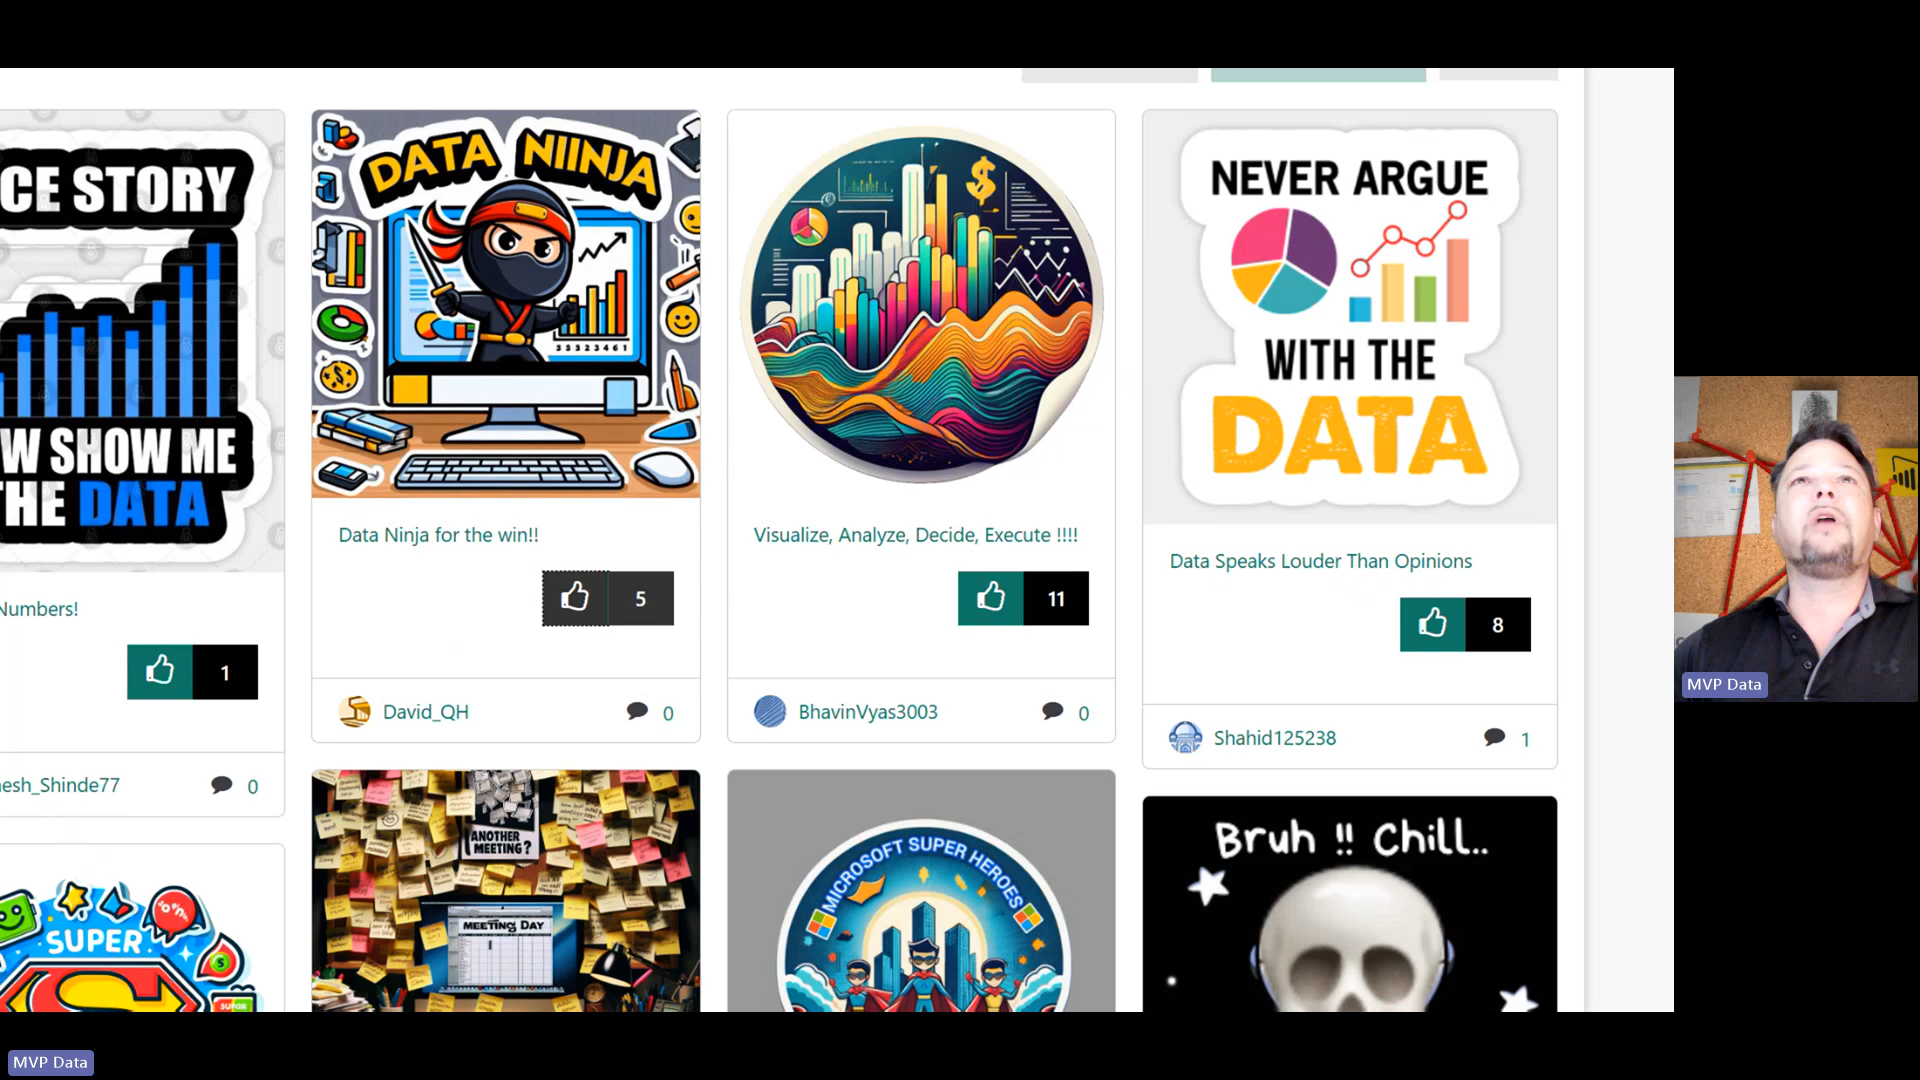 CE STORY
W SHOW ME
THE DATA
Numbers!
1
esh_Shinde77
0
DATA NIINJA
35323461
Data Ninja for the win!!
5
David_QH
0
$
Visualize, Analyze, Decide, Execute !!!!
11
BhavinVyas3003
0
NEVER ARGUE
WITH THE
DATA
Data Speaks Louder Than Opinions
8
Shahid125238
1
SUPER
S
SUPER
ANOTHER
MEETING?
MEETING DAY
MICROSOFT SUPER HEROES
Bruh !! Chill..
MVP Data
MVP Data